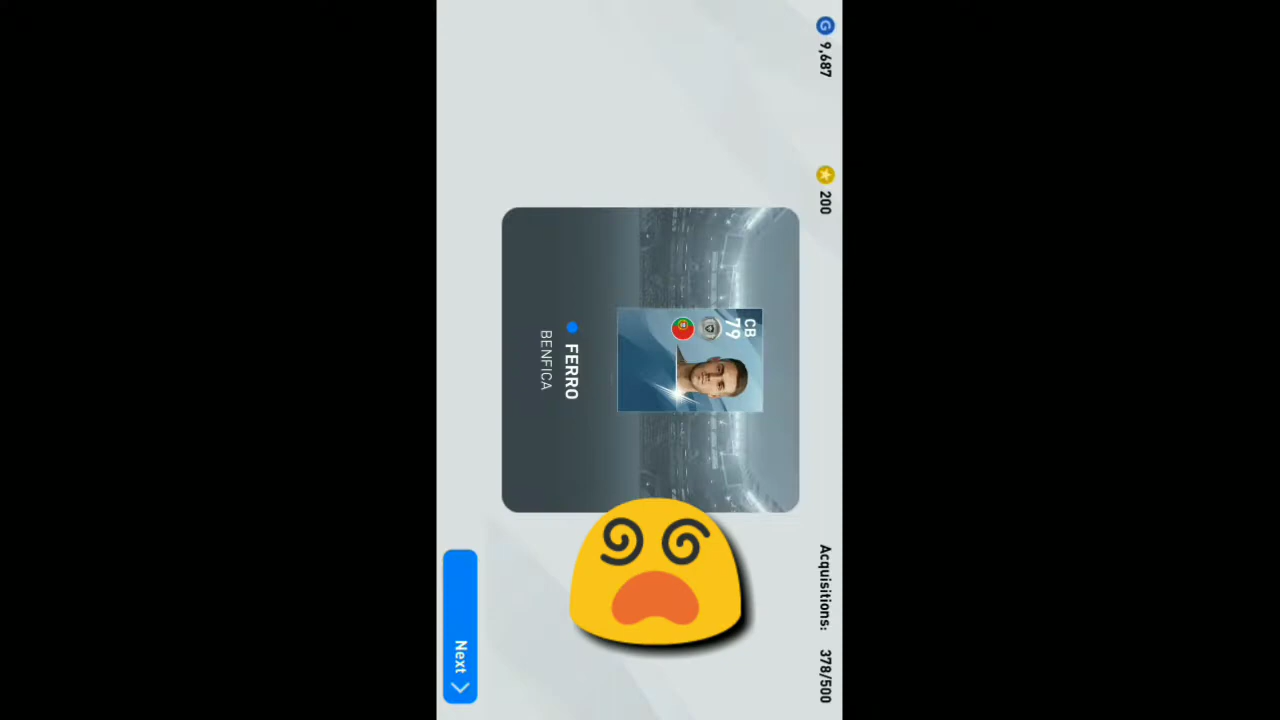 G 9,687
200
Acquisitions: 378/500
CB
79
FERRO
BENFICA
Next